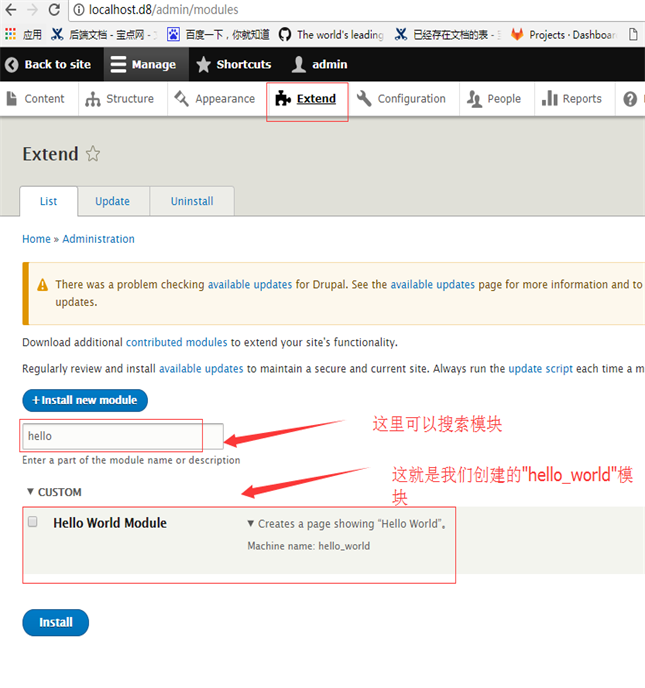 localhost.d8/admin/modules
应用 后端文档 - 宝点网 百度一下，你就知道 The world's leading 已经存在文档的表 - Projects · Dashboar
Back to site Manage Shortcuts admin
Content Structure Appearance Extend Configuration People Reports
Extend
List Update Uninstall
Home » Administration
There was a problem checking available updates for Drupal. See the available updates page for more information and to
updates.
Download additional contributed modules to extend your site's functionality.
Regularly review and install available updates to maintain a secure and current site. Always run the update script each time a m
+Install new module
这里可以搜索模块
hello
Enter a part of the module name or description
这就是我们创建的"hello_world"模
块
▼ CUSTOM
Hello World Module ▼ Creates a page showing “Hello World”。
Machine name: hello_world
Install